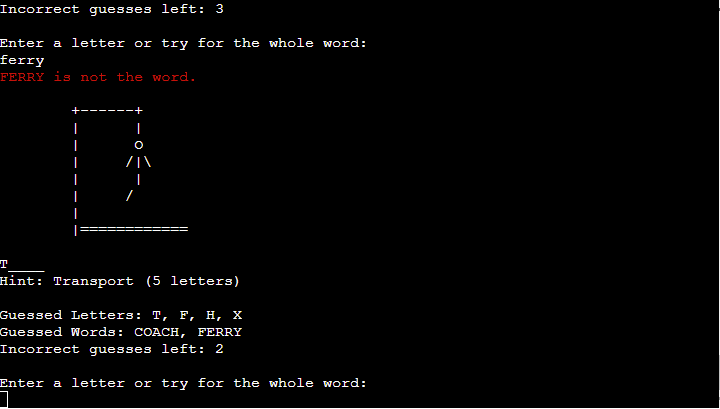 Incorrect guesses left: 3
Enter a letter or try for the whole word:
ferry
FERRY is not the word.
T____
Hint: Transport (5 letters)
Guessed Letters: T, F, H, X
Guessed Words: COACH, FERRY
Incorrect guesses left: 2
Enter a letter or try for the whole word: